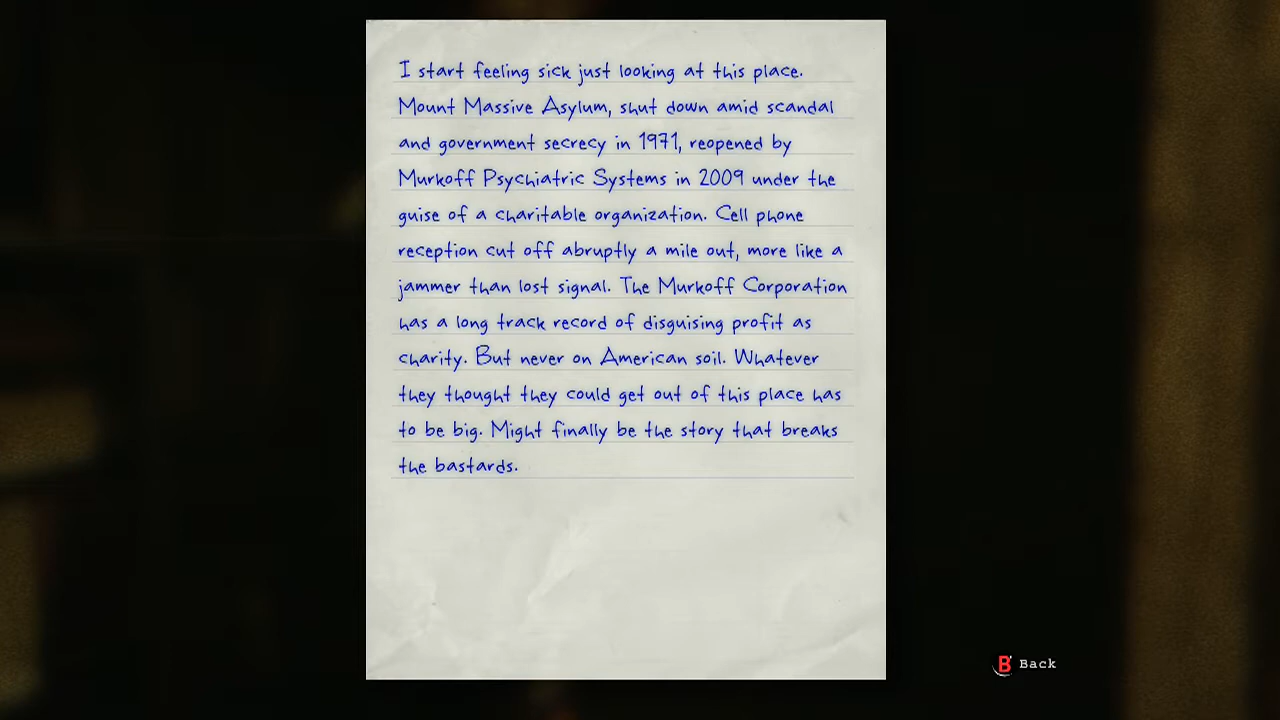 I start feeling sick just looking at this place.
Mount Massive Asylum, shut down amid scandal
and government secrecy in 1971, reopened by
Murkoff Psychiatric Systems in 2009 under the
guise of a charitable organization. Cell phone
reception cut off abruptly a mile out, more like a
jammer than lost signal. The Murkoff Corporation
has a long track record of disguising profit as
charity. But never on American soil. Whatever
they thought they could get out of this place has
to be big. Might finally be the story that breaks
the bastards.
B Back